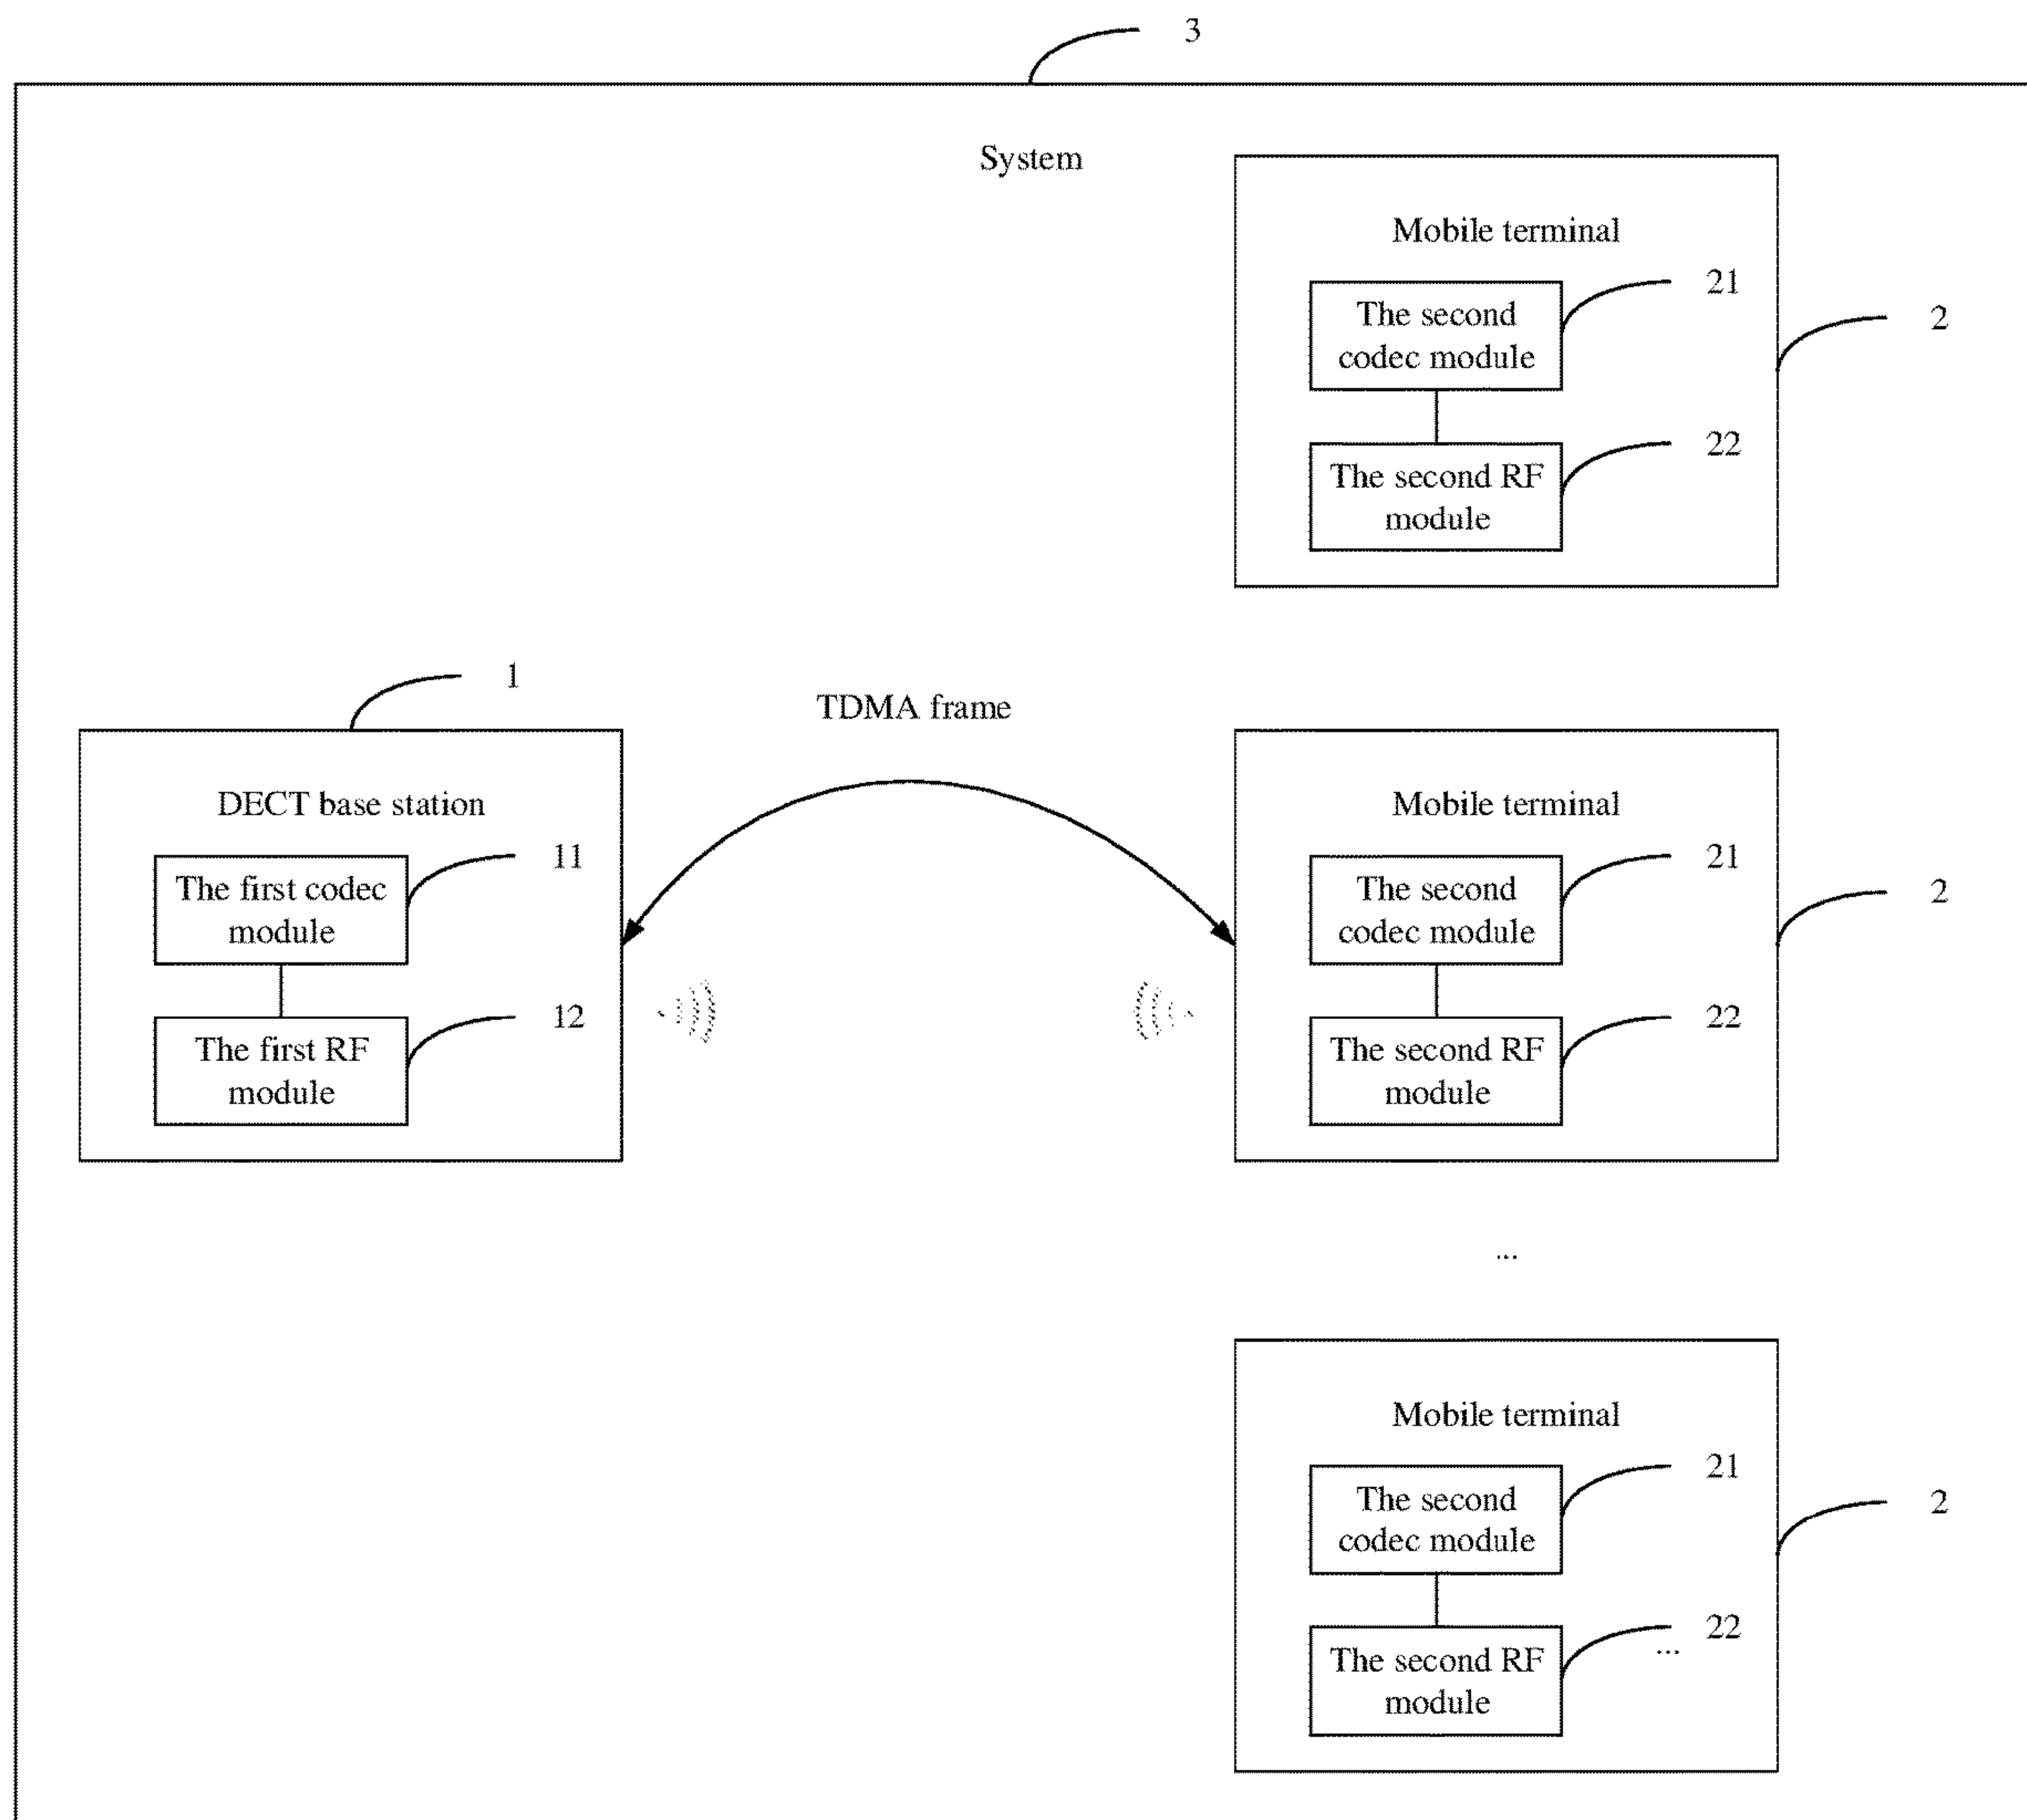 3
System
Mobile terminal
21
The second
codec module
2
22
The second RF
module
1
TDMA frame
DECT base station
11
The first codec
module
12
The first RF
module
Mobile terminal
21
The second
codec module
2
22
The second RF
module
...
Mobile terminal
21
The second
codec module
2
22
...
The second RF
module